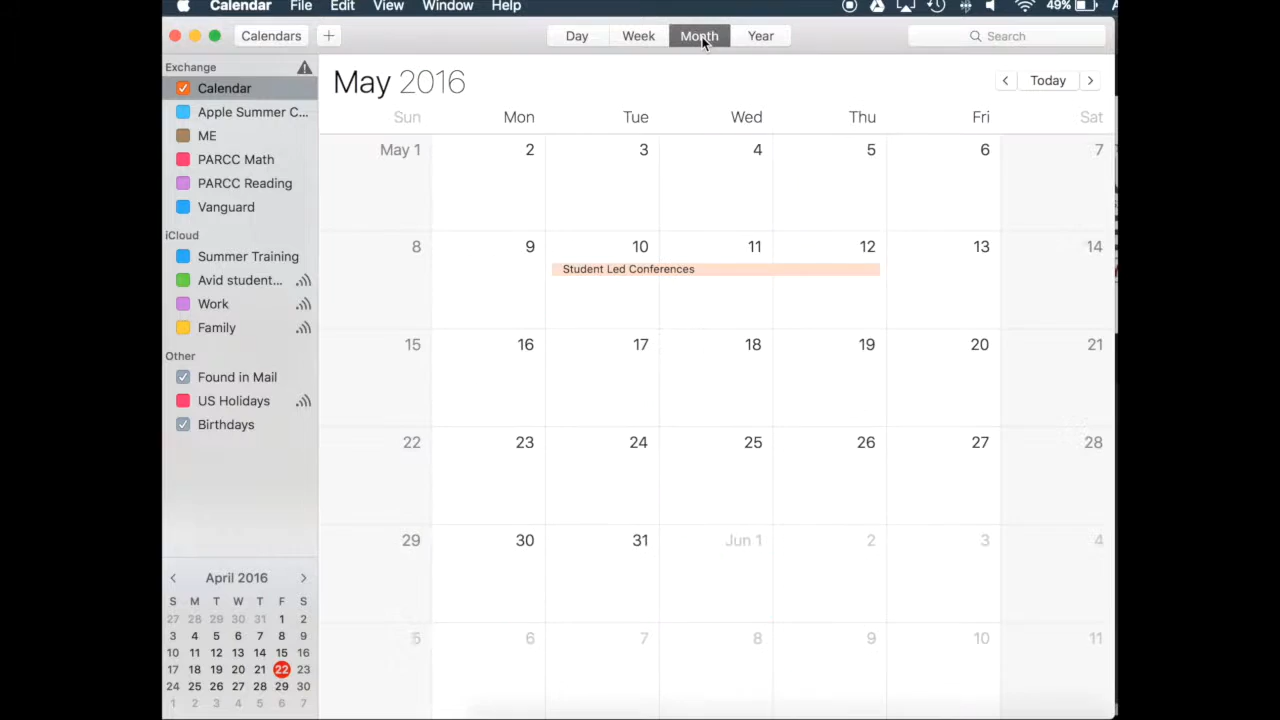 Calendar File Edit View Window Help 49%
Calendars + Day Week Month Year Search
Exchange
Calendar
Apple Summer C...
ME
PARCC Math
PARCC Reading
Vanguard
iCloud
Summer Training
Avid student...
Work
Family
Other
Found in Mail
US Holidays
Birthdays
April 2016
S M T W T F S
27 28 29 30 31 1 2
3 4 5 6 7 8 9
10 11 12 13 14 15 16
17 18 19 20 21 22 23
24 25 26 27 28 29 30
1 2 3 4 5 6 7
May 2016
Today
Sun Mon Tue Wed Thu Fri Sat
May 1 2 3 4 5 6 7
8 9 10 11 12 13 14
Student Led Conferences
15 16 17 18 19 20 21
22 23 24 25 26 27 28
29 30 31 Jun 1 2 3 4
5 6 7 8 9 10 11